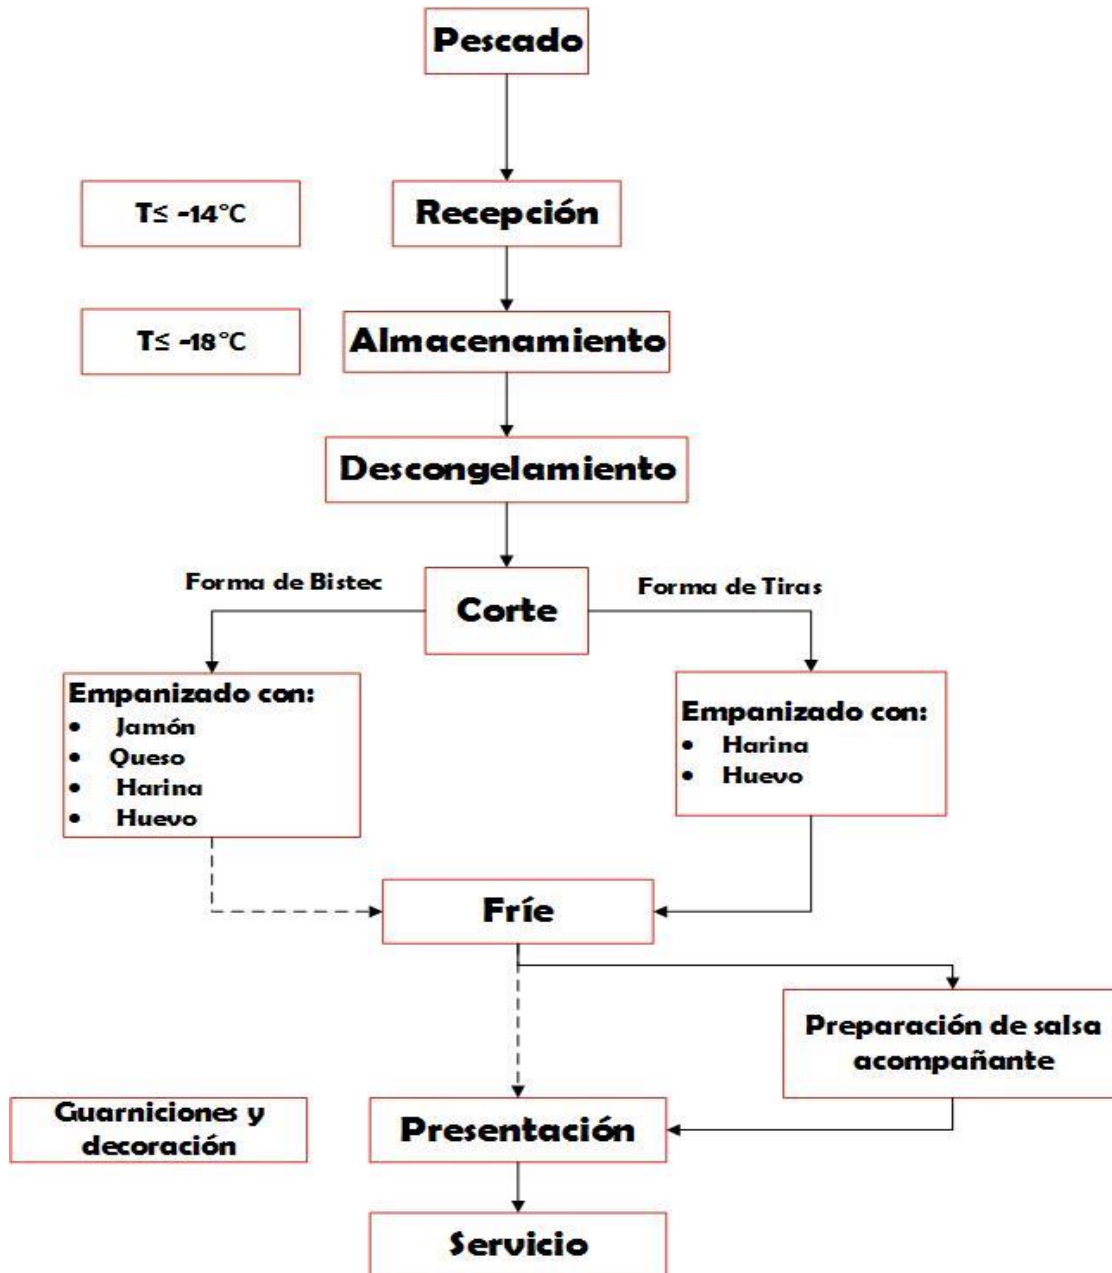 Pescado
T≤ -14°C
Recepción
T≤ -18°C
Almacenamiento
Descongelamiento
Forma de Bistec
Corte
Forma de Tiras
Empanizado con:
• Jamón
• Queso
• Harina
• Huevo
Empanizado con:
• Harina
• Huevo
Fríe
Preparación de salsa
acompañante
Guarniciones y
decoración
Presentación
Servicio